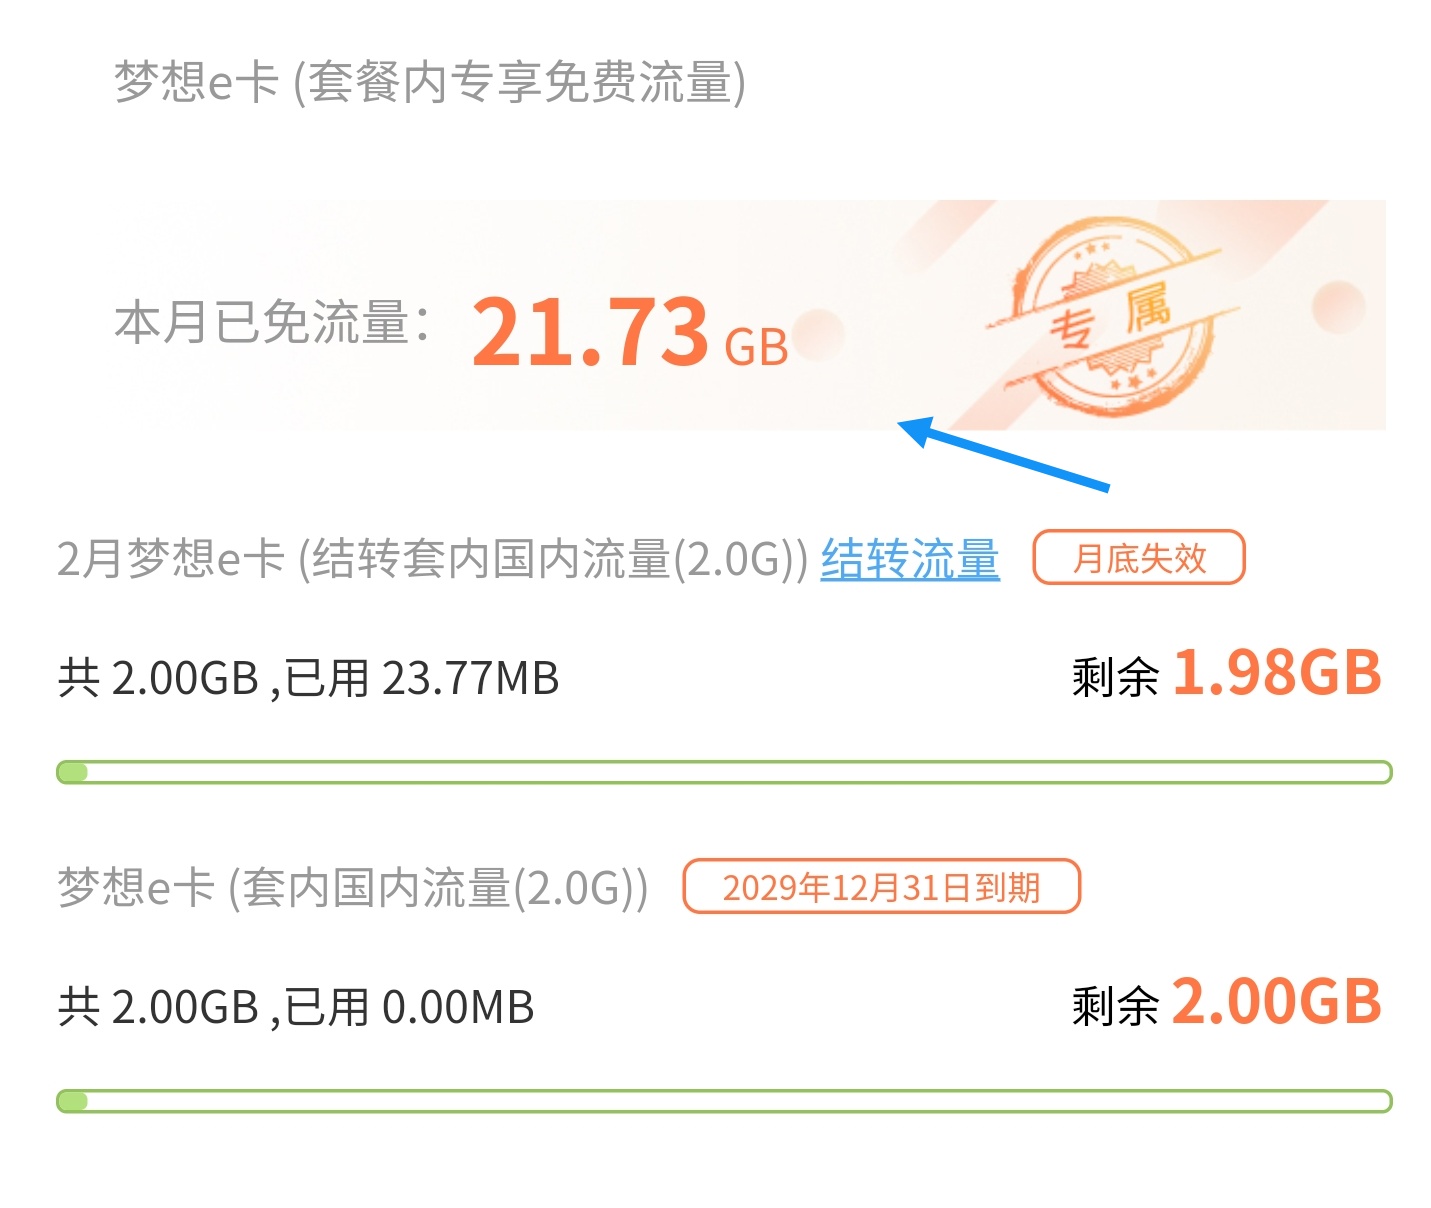 梦想e卡 (套餐内专享免费流量)
本月已免流量： 21.73 GB
专属
2月梦想e卡 (结转套内国内流量(2.0G)) 结转流量 月底失效
共 2.00GB ,已用 23.77MB 剩余 1.98GB
梦想e卡 (套内国内流量(2.0G)) 2029年12月31日到期
共 2.00GB ,已用 0.00MB 剩余 2.00GB